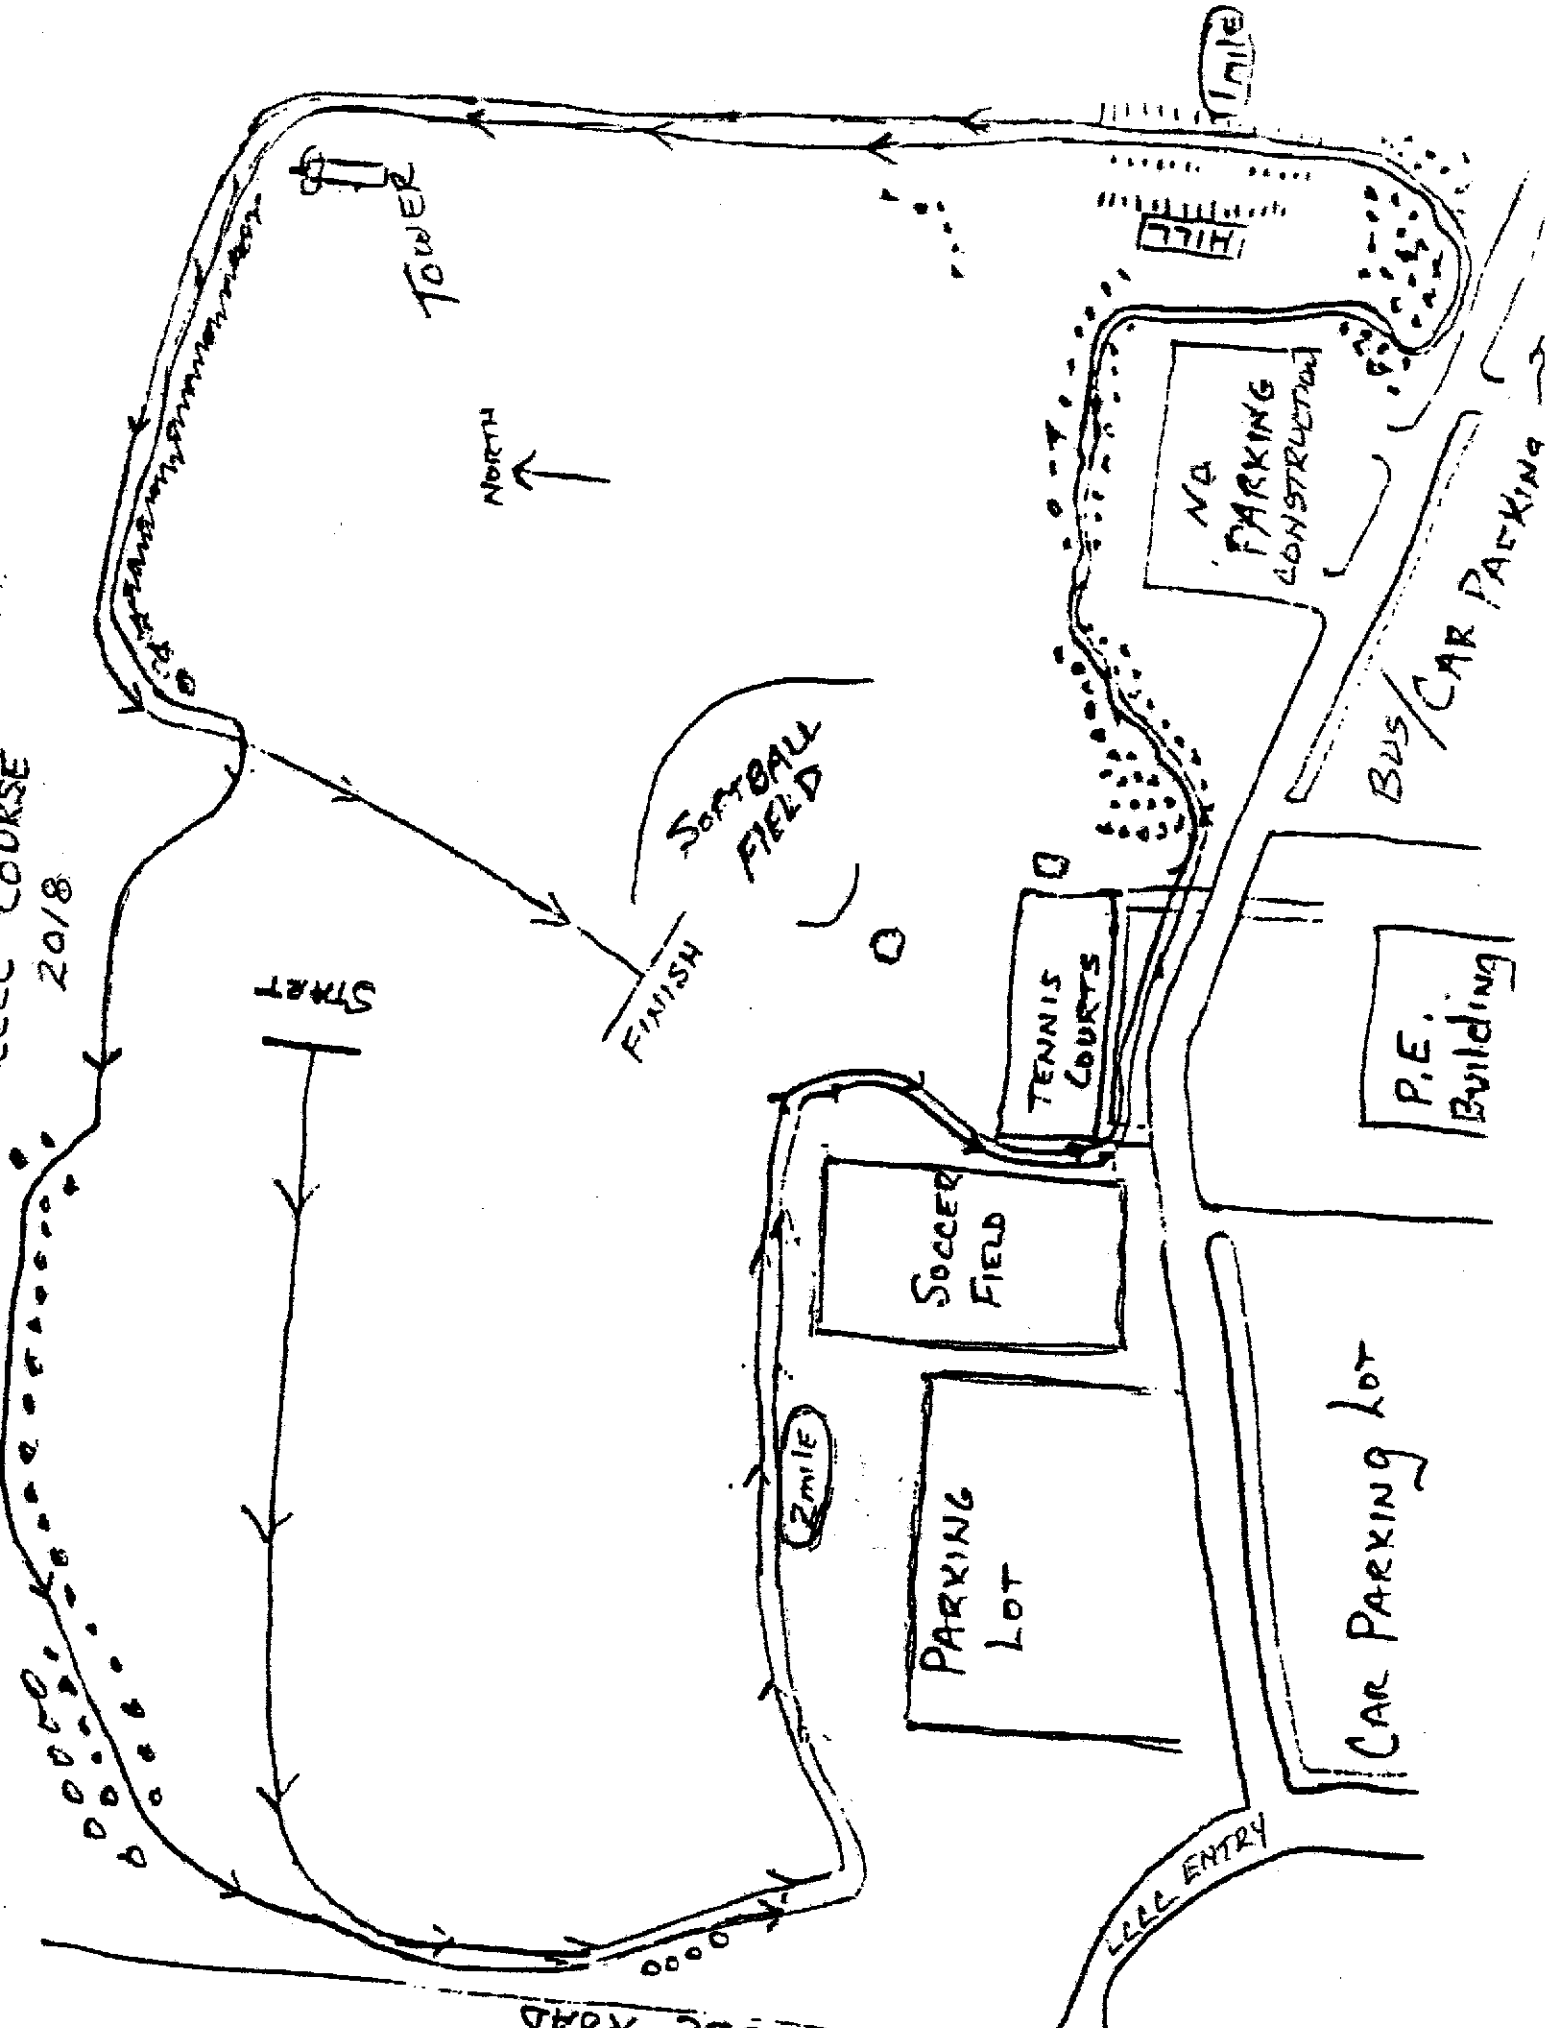 COURSE
2018
START
TOWER
NORTH
SOFTBALL
FIELD
FINISH
1 mile
HILL
NO
PARKING
CONSTRUCTION
TENNIS
COURTS
SOCCER
FIELD
2 mile
PARKING
LOT
P.E.
Building
BUS/CAR PARKING
CAR PARKING LOT
LCCC ENTRY
ROAD